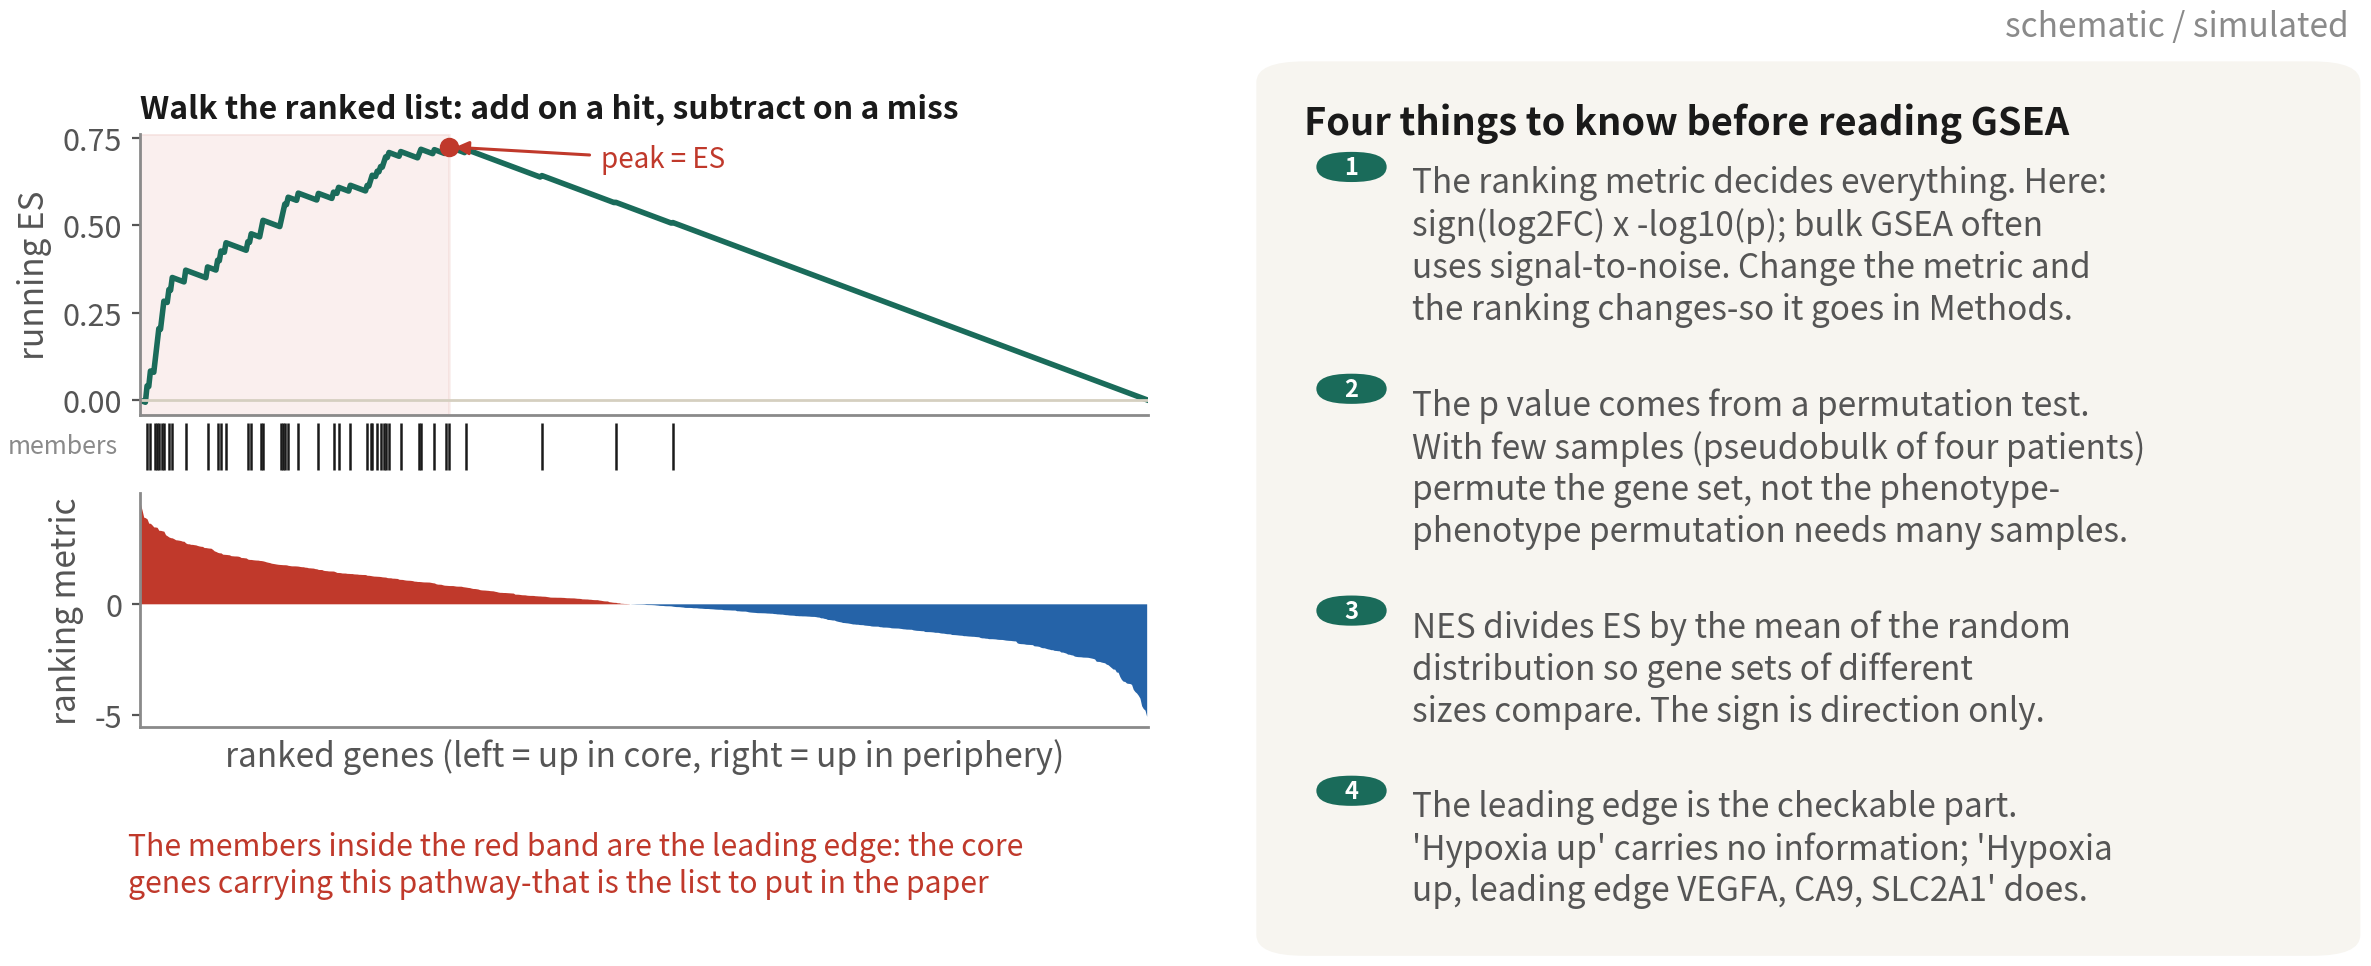 schematic / simulated
Walk the ranked list: add on a hit, subtract on a miss
0.75
0.50
0.25
0.00
running ES
peak = ES
members
ranking metric
0
-5
ranked genes (left = up in core, right = up in periphery)
The members inside the red band are the leading edge: the core
genes carrying this pathway-that is the list to put in the paper
Four things to know before reading GSEA
1
The ranking metric decides everything. Here:
sign(log2FC) x -log10(p); bulk GSEA often
uses signal-to-noise. Change the metric and
the ranking changes-so it goes in Methods.
2
The p value comes from a permutation test.
With few samples (pseudobulk of four patients)
permute the gene set, not the phenotype-
phenotype permutation needs many samples.
3
NES divides ES by the mean of the random
distribution so gene sets of different
sizes compare. The sign is direction only.
4
The leading edge is the checkable part.
'Hypoxia up' carries no information; 'Hypoxia
up, leading edge VEGFA, CA9, SLC2A1' does.